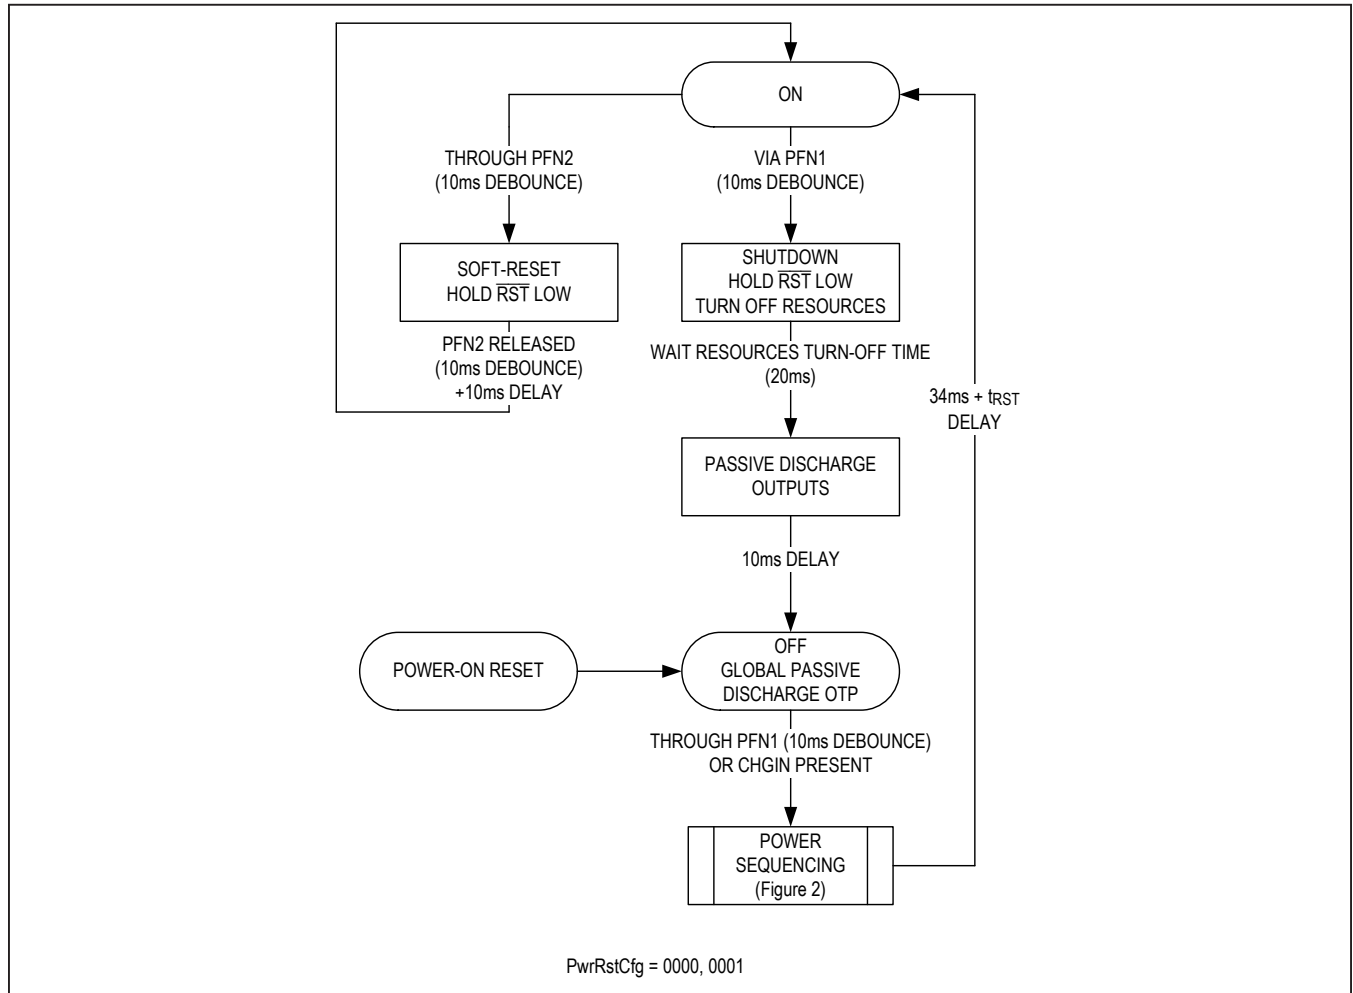 ON
THROUGH PFN2
(10ms DEBOUNCE)
VIA PFN1
(10ms DEBOUNCE)
SOFT-RESET
HOLD R̅S̅T̅ LOW
SHUTDOWN
HOLD R̅S̅T̅ LOW
TURN OFF RESOURCES
PFN2 RELEASED
(10ms DEBOUNCE)
+10ms DELAY
WAIT RESOURCES TURN-OFF TIME
(20ms)
34ms + tRST
DELAY
PASSIVE DISCHARGE
OUTPUTS
10ms DELAY
POWER-ON RESET
OFF
GLOBAL PASSIVE
DISCHARGE OTP
THROUGH PFN1 (10ms DEBOUNCE)
OR CHGIN PRESENT
POWER
SEQUENCING
(Figure 2)
PwrRstCfg = 0000, 0001